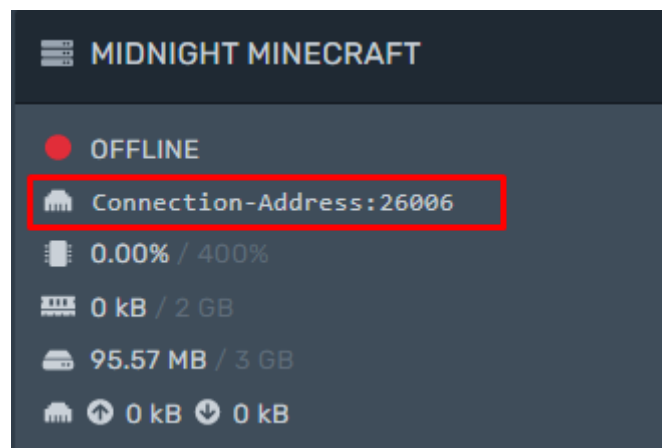 MIDNIGHT MINECRAFT
OFFLINE
Connection-Address:26006
0.00% / 400%
0 kB / 2 GB
95.57 MB / 3 GB
0 kB 0 kB